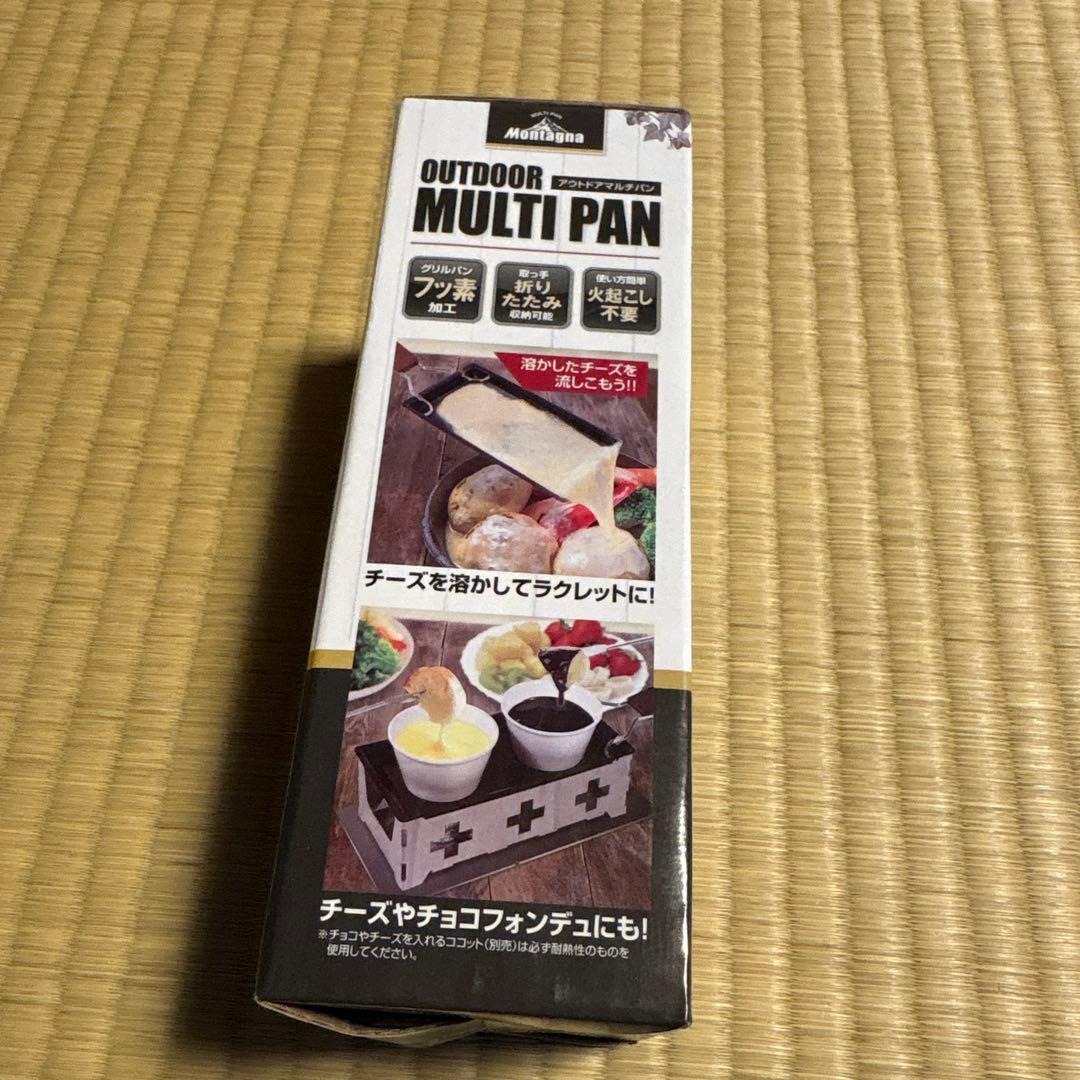 MULTI PAN
Montagna
OUTDOOR
アウトドアマルチパン
MULTI PAN
グリルパン
フッ素
加工
取っ手
折り
たたみ
収納可能
使い方簡単
火起こし
不要
溶かしたチーズを
流しこもう!!
チーズを溶かしてラクレットに!
チーズやチョコフォンデュにも!
※チョコやチーズを入れるココット(別売)は必ず耐熱性のものを
使用してください。